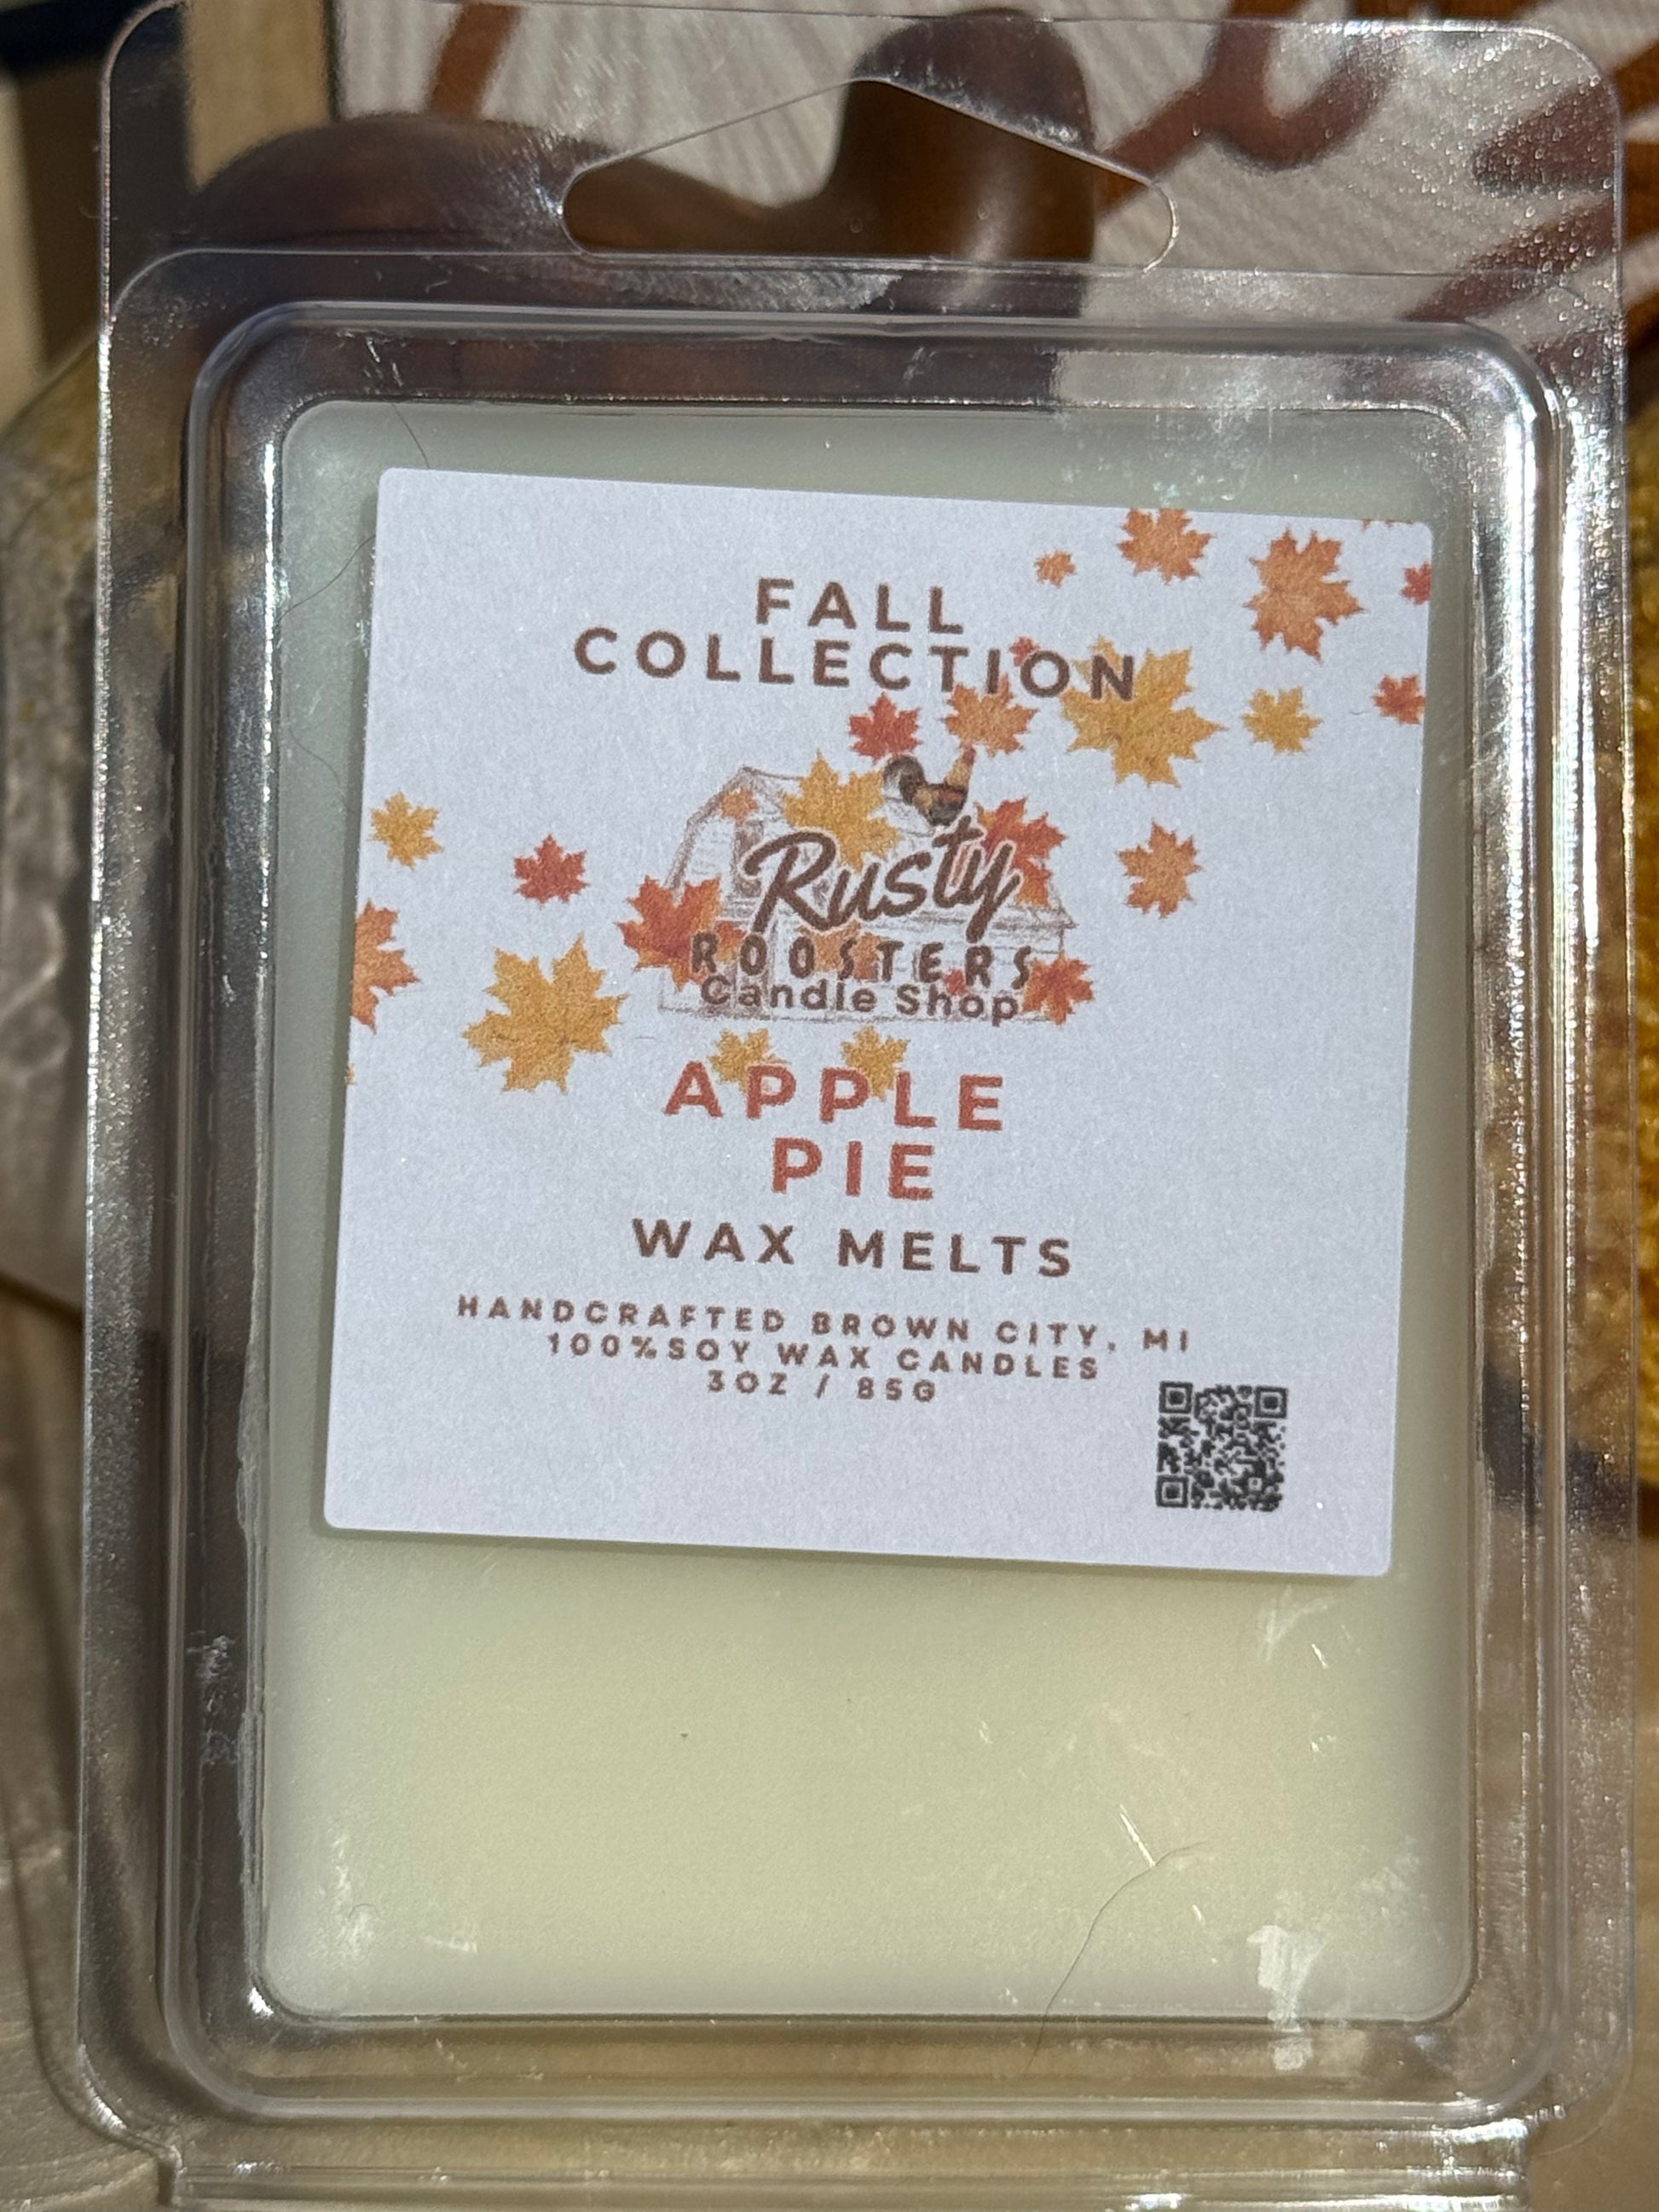 FALL
COLLECTION
Rusty
ROOSTERS
Candle Shop
APPLE
PIE
WAX MELTS
HANDCRAFTED BROWN CITY, MI
100%SOY WAX CANDLES
3OZ / 85G